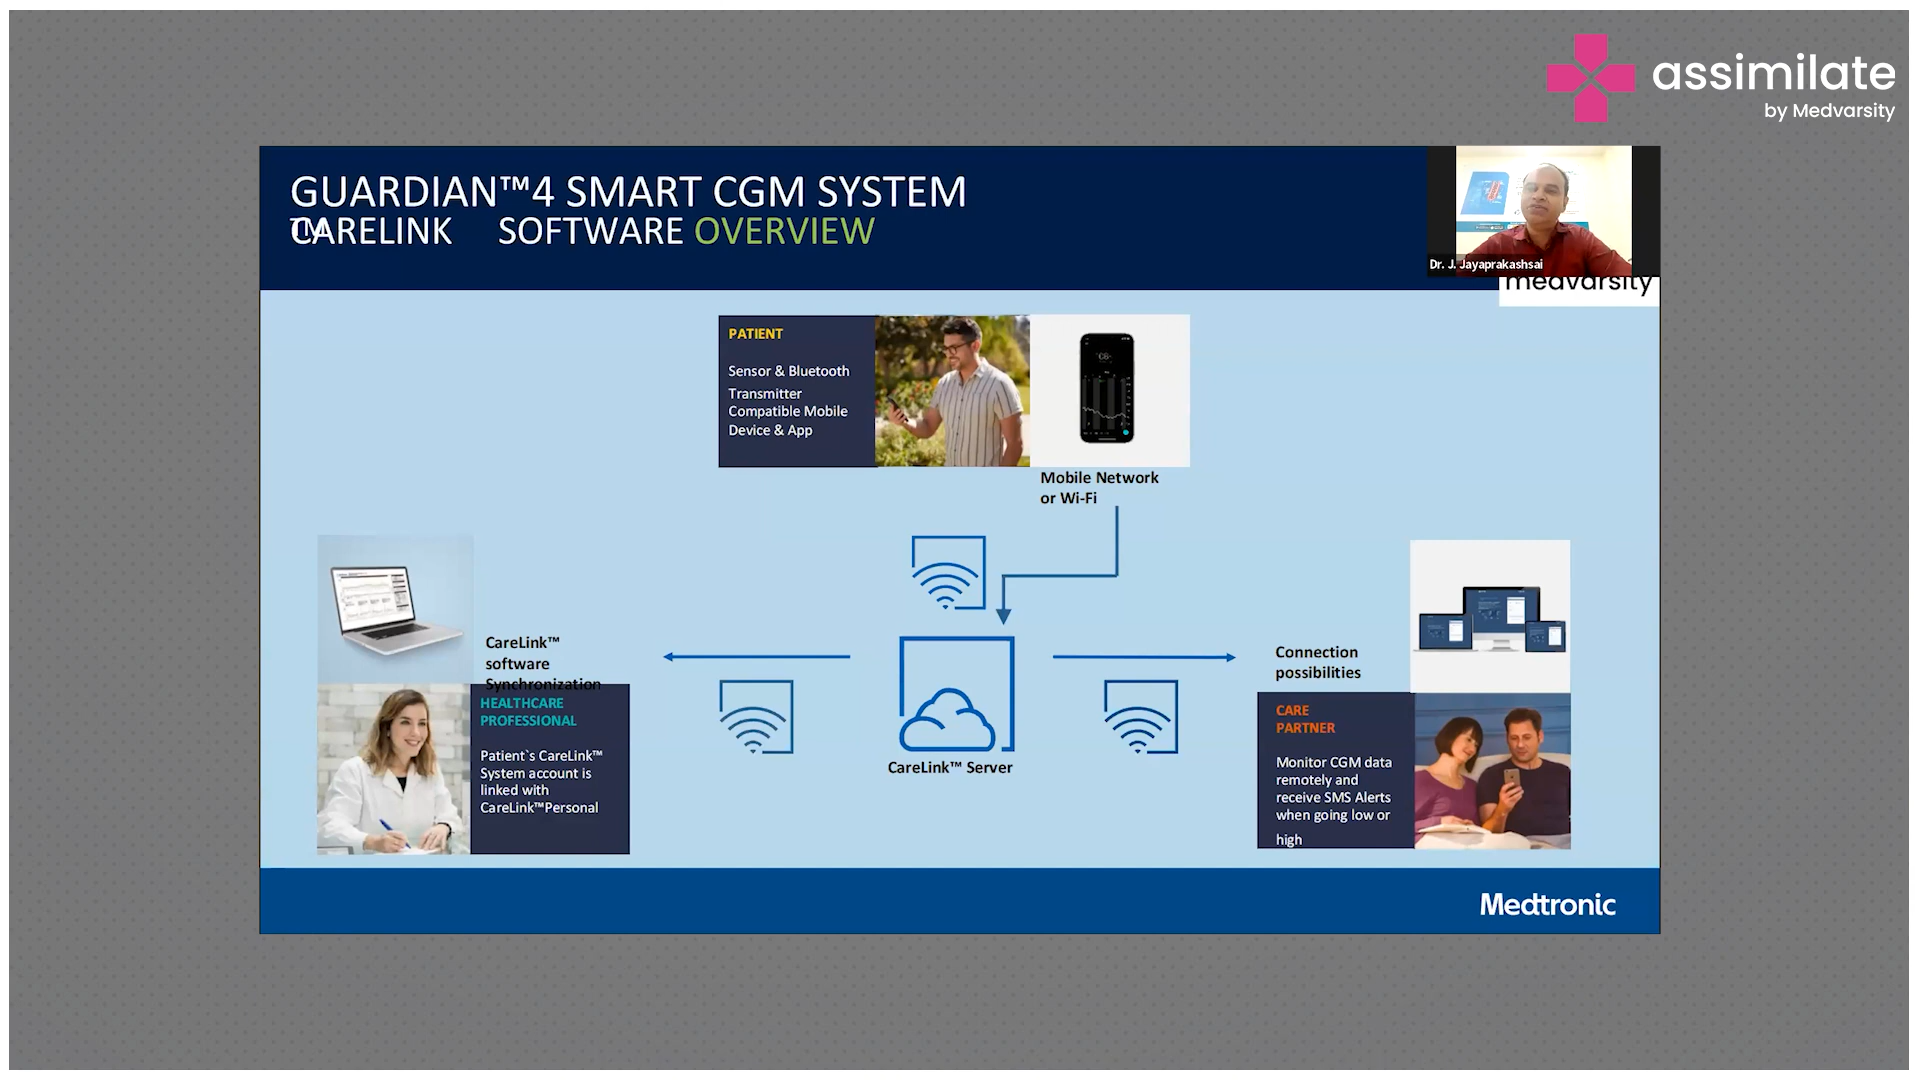 assimilate
by Medvarsity
GUARDIAN™4 SMART CGM SYSTEM
CARELINK™ SOFTWARE OVERVIEW
Dr. J. Jayaprakashsai
medvarsity
PATIENT
Sensor & Bluetooth
Transmitter
Compatible Mobile
Device & App
Mobile Network
or Wi-Fi
CareLink™
software
Synchronization
HEALTHCARE
PROFESSIONAL
Patient`s CareLink™
System account is
linked with
CareLink™Personal
CareLink™ Server
Connection
possibilities
CARE
PARTNER
Monitor CGM data
remotely and
receive SMS Alerts
when going low or
high
Medtronic